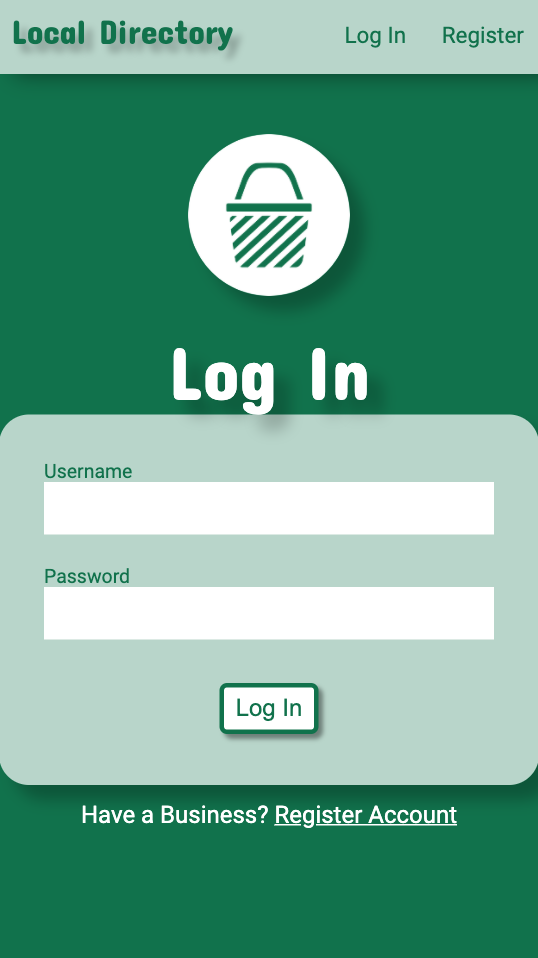 Local Directory
Log In
Register
Log In
Username
Password
Log In
Have a Business? Register Account